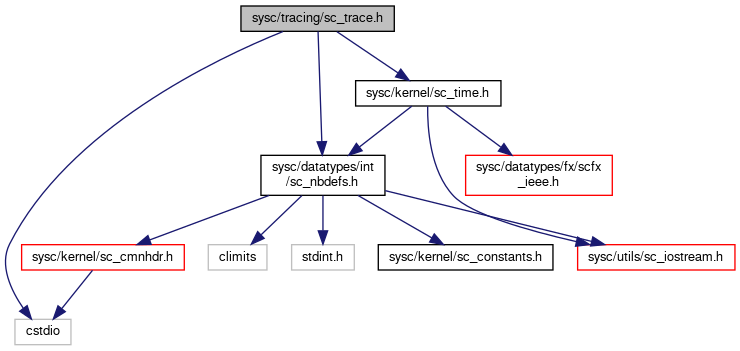 sysc/tracing/sc_trace.h
sysc/kernel/sc_time.h
sysc/datatypes/int
/sc_nbdefs.h
sysc/datatypes/fx/scfx
_ieee.h
sysc/kernel/sc_cmnhdr.h
climits
stdint.h
sysc/kernel/sc_constants.h
sysc/utils/sc_iostream.h
cstdio